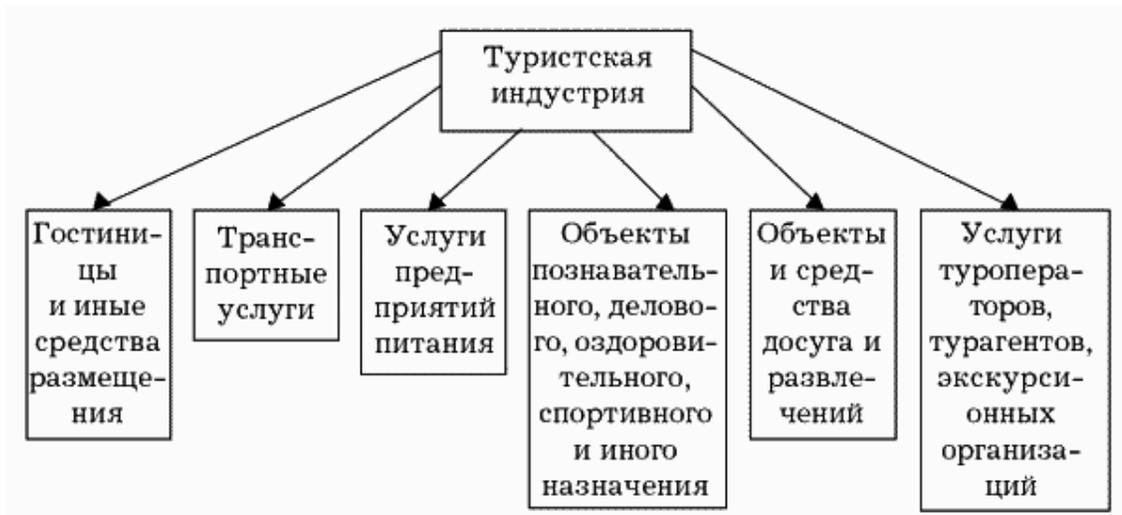 Туристская
индустрия
Гостини-
цы
и иные
средства
размеще-
ния
Транс-
портные
услуги
Услуги
пред-
приятий
питания
Объекты
познаватель-
ного, делово-
го, оздорови-
тельного,
спортивного
и иного
назначения
Объекты
и сред-
ства
досуга и
развле-
чений
Услуги
туропера-
торов,
турагентов,
экскурси-
онных
организа-
ций